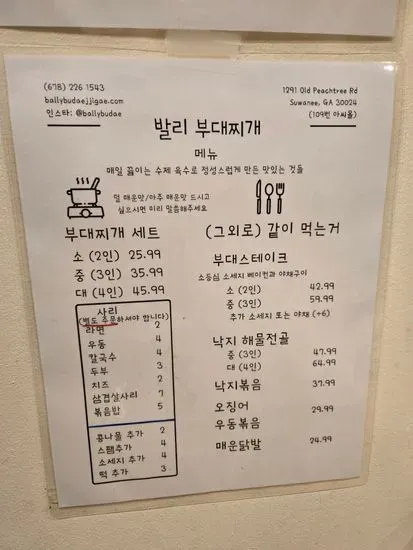 (678) 226 1543
ballybudaejjigae.com
인스타: @ballybudae
1291 Old Peachtree Rd
Suwanee, GA 30024
(109번 아씨몰)
발리 부대찌개
메뉴
매일 끓이는 수제 육수로 정성스럽게 만든 맛있는 것들
덜 매운맛/아주 매운맛 드시고
싶으시면 미리 말씀해주세요
부대찌개 세트
소 (2인) 25.99
중 (3인) 35.99
대 (4인) 45.99
사리
(별도 주문하셔야 합니다)
라면 2
우동 4
칼국수 4
두부 3
치즈 2
삼겹살사리 7
볶음밥 5
콩나물 추가 2
스팸추가 4
소세지 추가 4
떡 추가 3
(그외로) 같이 먹는거
부대스테이크
소등심 소세지 베이컨과 야채구이
소 (2인) 42.99
중 (3인) 59.99
추가 소세지 또는 야채 (+6)
낙지 해물전골
중 (3인) 47.99
대 (4인) 64.99
낙지볶음 37.99
오징어
우동볶음 29.99
매운닭발 24.99